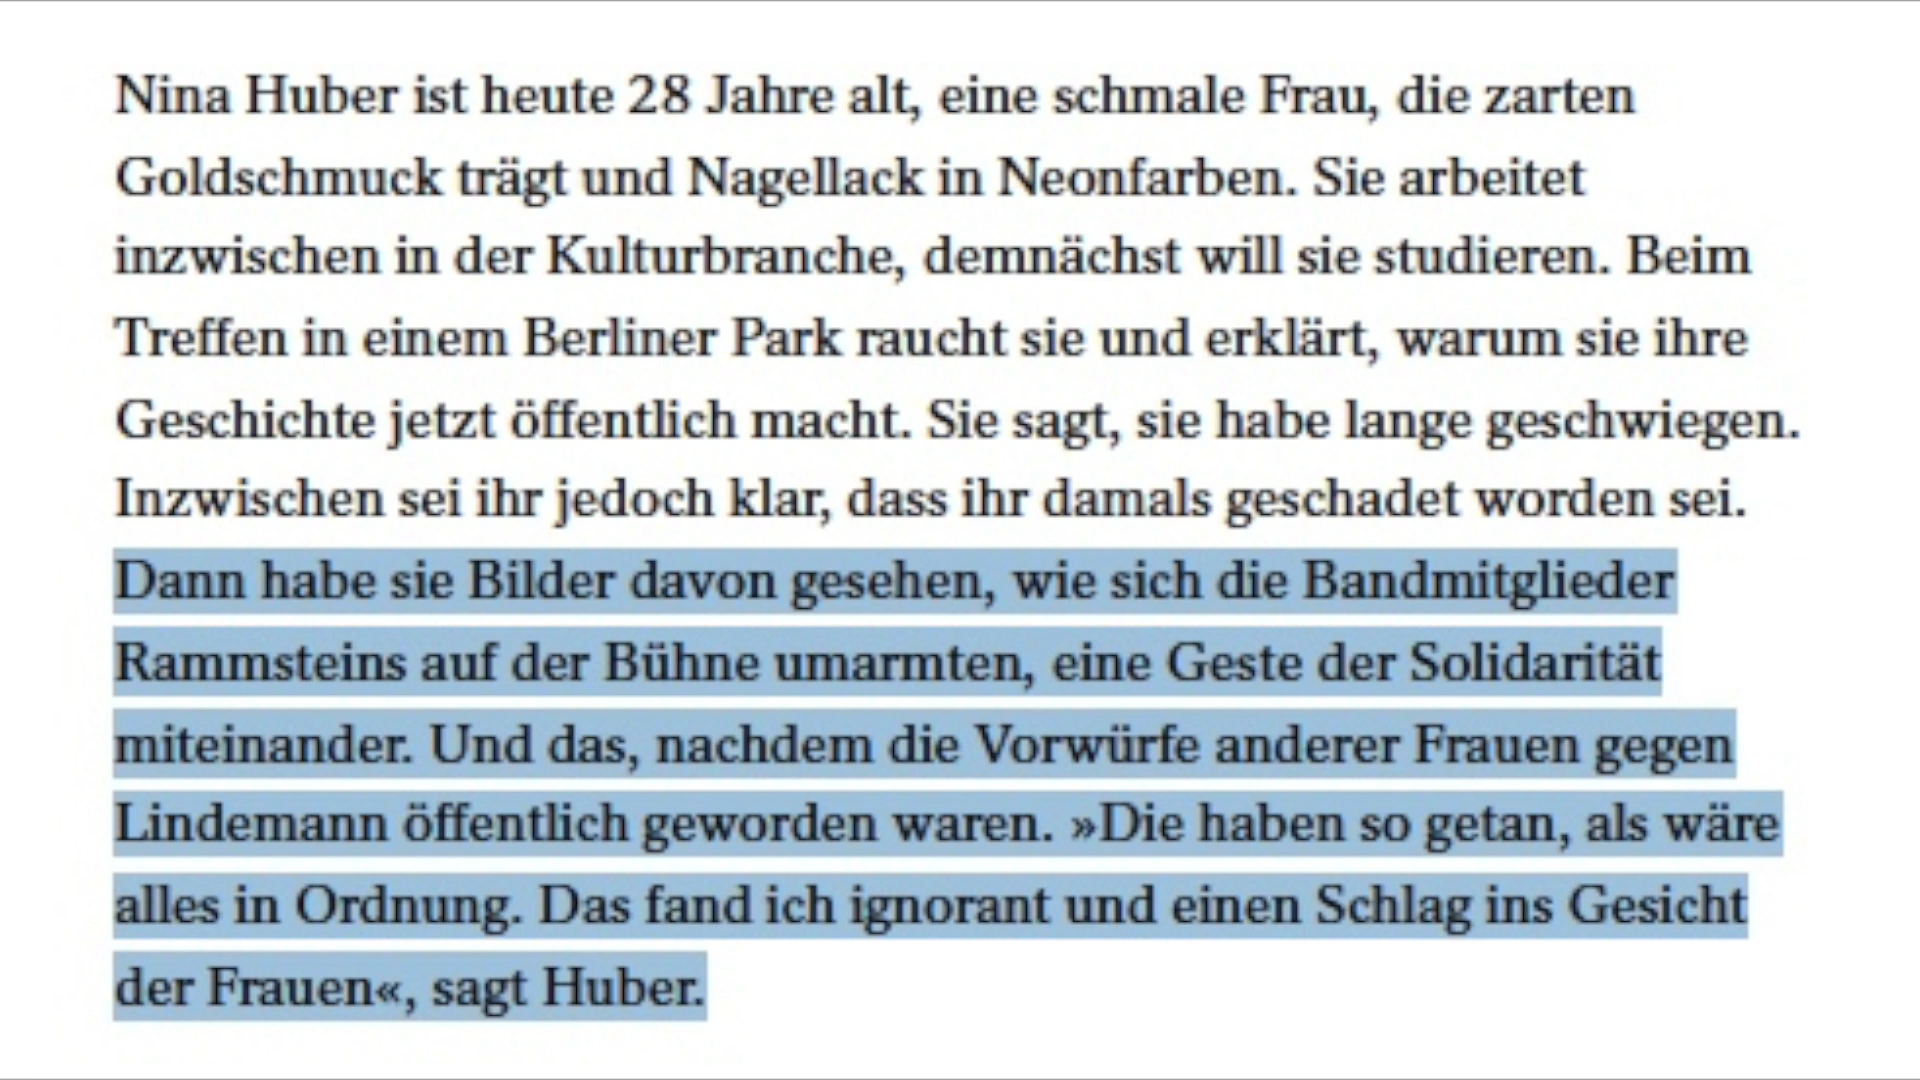 Nina Huber ist heute 28 Jahre alt, eine schmale Frau, die zarten
Goldschmuck trägt und Nagellack in Neonfarben. Sie arbeitet
inzwischen in der Kulturbranche, demnächst will sie studieren. Beim
Treffen in einem Berliner Park raucht sie und erklärt, warum sie ihre
Geschichte jetzt öffentlich macht. Sie sagt, sie habe lange geschwiegen.
Inzwischen sei ihr jedoch klar, dass ihr damals geschadet worden sei.
Dann habe sie Bilder davon gesehen, wie sich die Bandmitglieder
Rammsteins auf der Bühne umarmten, eine Geste der Solidarität
miteinander. Und das, nachdem die Vorwürfe anderer Frauen gegen
Lindemann öffentlich geworden waren. »Die haben so getan, als wäre
alles in Ordnung. Das fand ich ignorant und einen Schlag ins Gesicht
der Frauen«, sagt Huber.